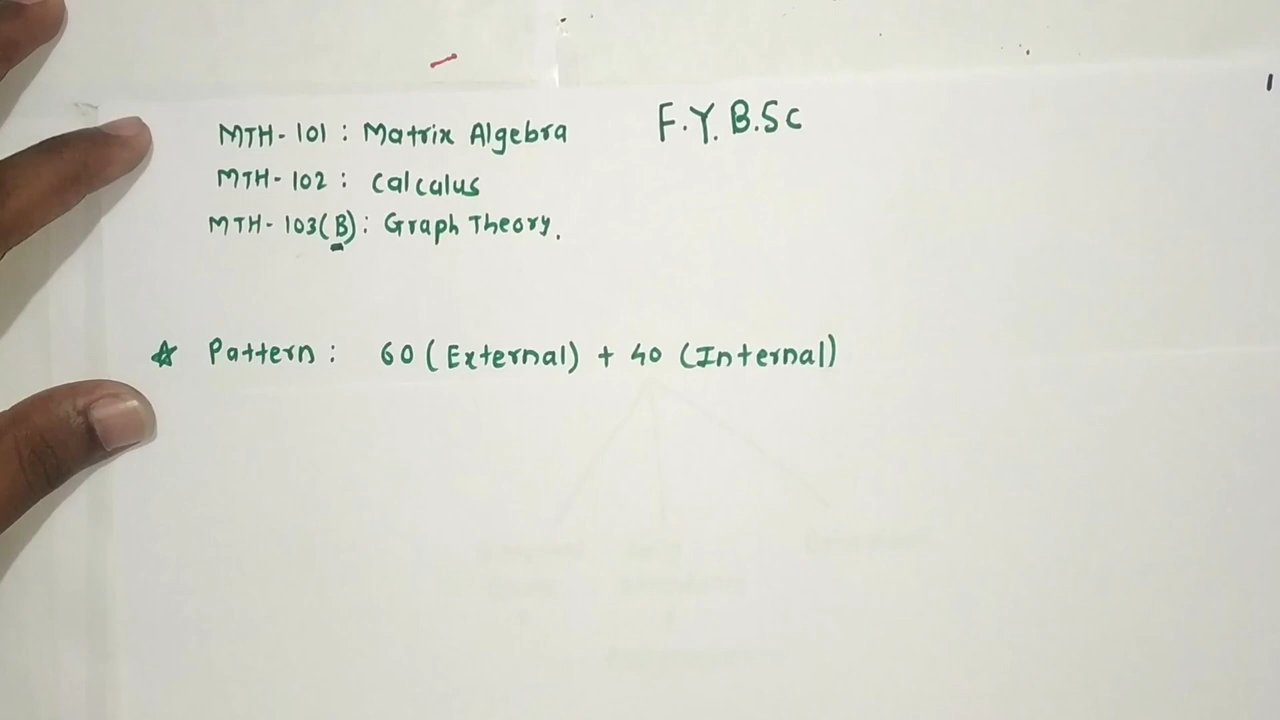 MTH-101 : Matrix Algebra F.Y. B.Sc
MTH-102 : Calculus
MTH-103(B) : Graph Theory.
☆ Pattern : 60 (External) + 40 (Internal)